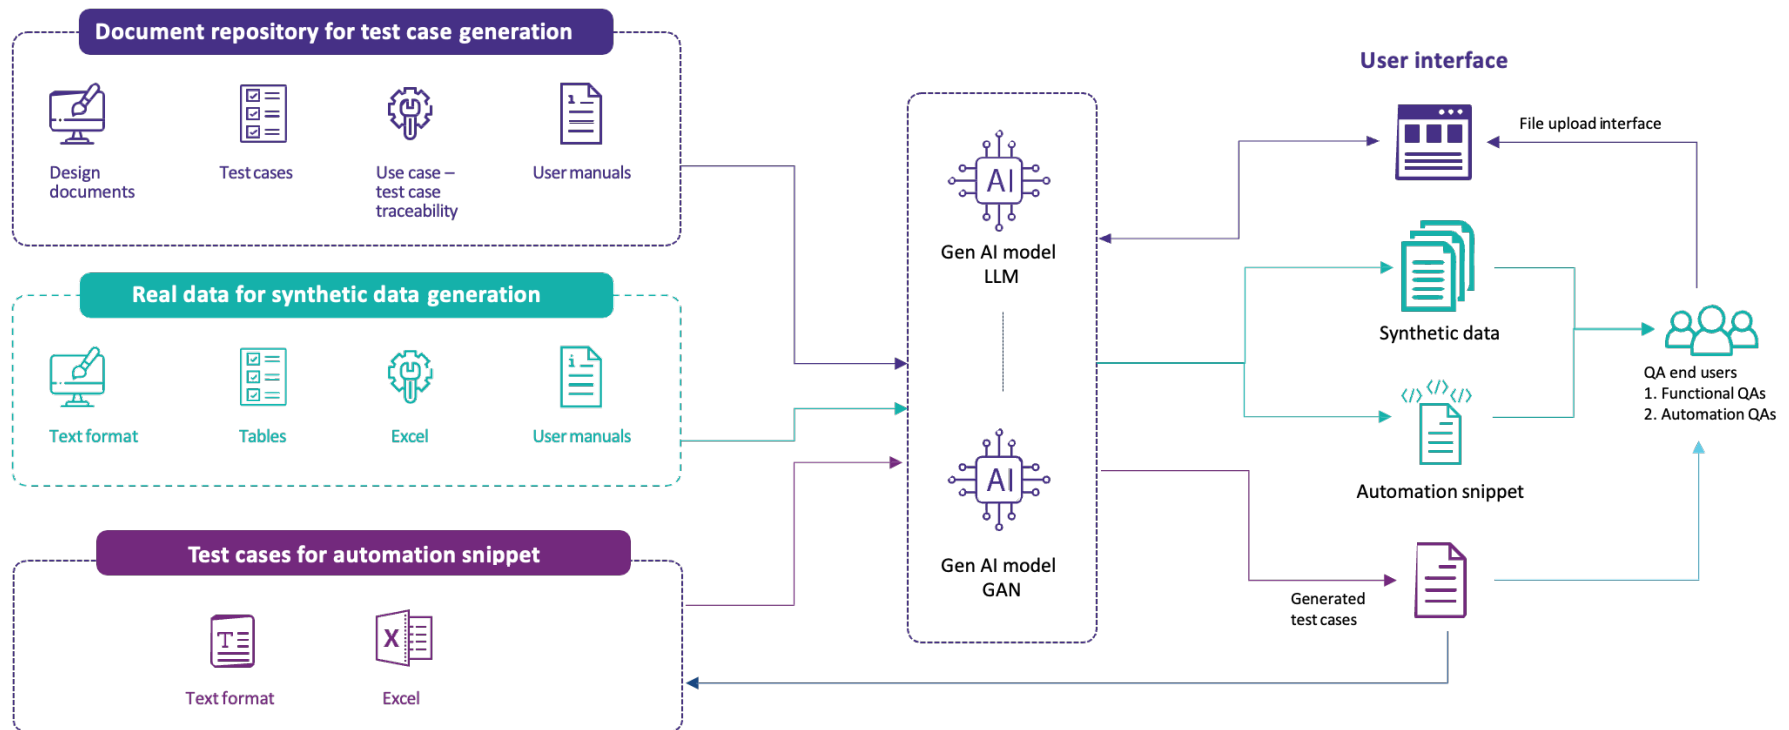 Document repository for test case generation
Design
documents
Test cases
Use case –
test case
traceability
User manuals
Real data for synthetic data generation
Text format
Tables
Excel
User manuals
Test cases for automation snippet
Text format
X
Excel
AI
Gen AI model
LLM
AI
Gen AI model
GAN
User interface
File upload interface
Synthetic data
</> </> </>
Automation snippet
Generated
test cases
QA end users
1. Functional QAs
2. Automation QAs